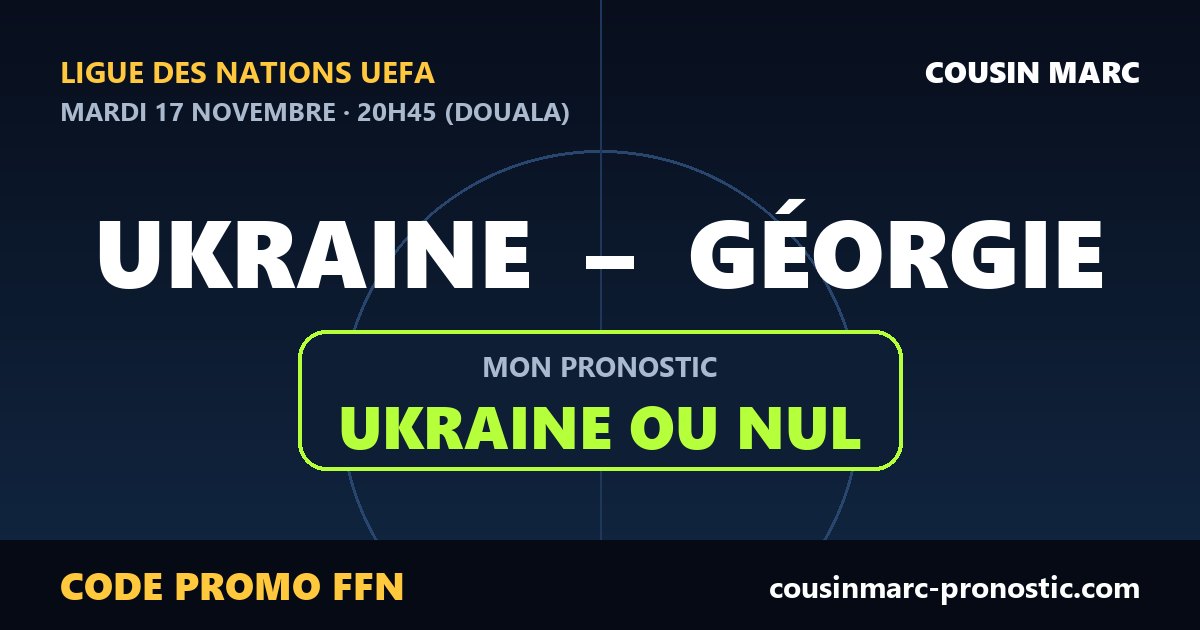 LIGUE DES NATIONS UEFA
COUSIN MARC
MARDI 17 NOVEMBRE · 20H45 (DOUALA)
UKRAINE – GÉORGIE
MON PRONOSTIC
UKRAINE OU NUL
CODE PROMO FFN
cousinmarc-pronostic.com